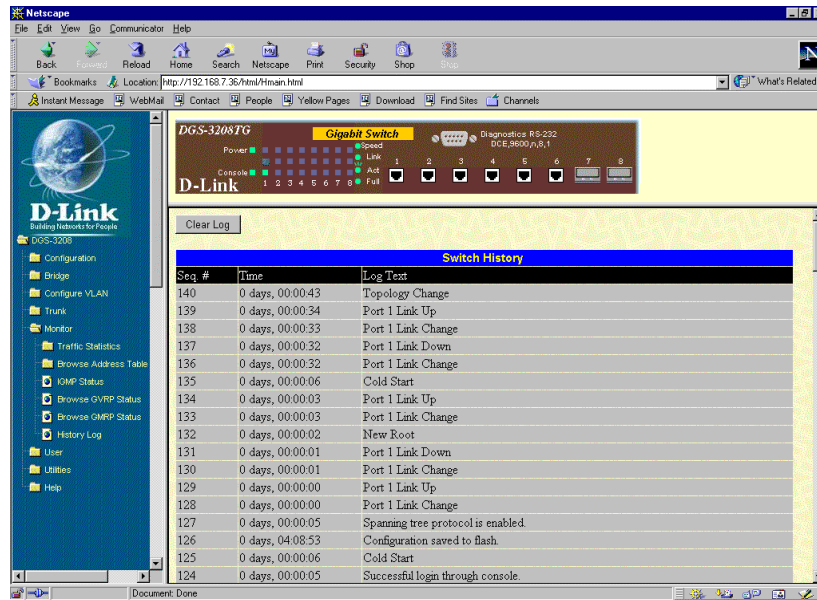 Netscape
File Edit View Go Communicator Help
Back Forward Reload Home Search Netscape Print Security Shop Stop
Bookmarks Location: http://192.168.7.36/html/Hmain.html What's Related
Instant Message WebMail Contact People Yellow Pages Download Find Sites Channels
D-Link
Building Networks for People
DGS-3208
Configuration
Bridge
Configure VLAN
Trunk
Monitor
Traffic Statistics
Browse Address Table
IGMP Status
Browse GVRP Status
Browse GMRP Status
History Log
User
Utilities
Help
DGS-3208TG
Gigabit Switch
Diagnostics RS-232
DCE,9600,n,8,1
Power
Speed
Link
Console
Act
1 2 3 4 5 6 7 8
D-Link
1 2 3 4 5 6 7 8
Full
Clear Log
Switch History
Seq. # Time Log Text
140 0 days, 00:00:43 Topology Change
139 0 days, 00:00:34 Port 1 Link Up
138 0 days, 00:00:33 Port 1 Link Change
137 0 days, 00:00:32 Port 1 Link Down
136 0 days, 00:00:32 Port 1 Link Change
135 0 days, 00:00:06 Cold Start
134 0 days, 00:00:03 Port 1 Link Up
133 0 days, 00:00:03 Port 1 Link Change
132 0 days, 00:00:02 New Root
131 0 days, 00:00:01 Port 1 Link Down
130 0 days, 00:00:01 Port 1 Link Change
129 0 days, 00:00:00 Port 1 Link Up
128 0 days, 00:00:00 Port 1 Link Change
127 0 days, 00:00:05 Spanning tree protocol is enabled.
126 0 days, 04:08:53 Configuration saved to flash.
125 0 days, 00:00:06 Cold Start
124 0 days, 00:00:05 Successful login through console.
Document: Done